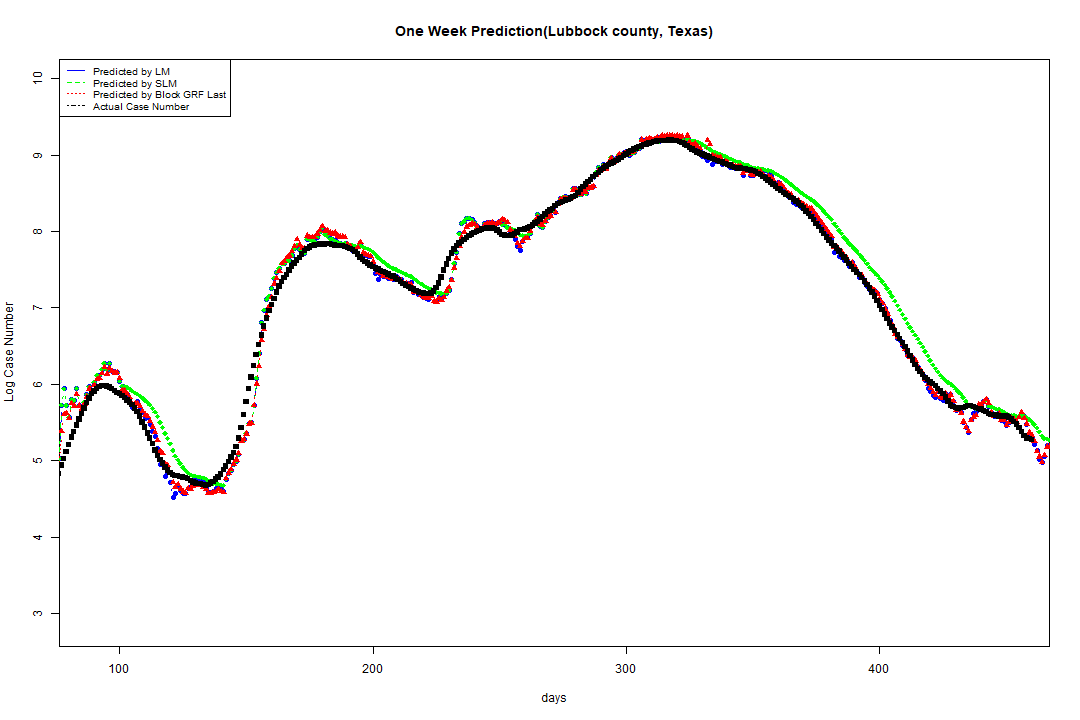 One Week Prediction(Lubbock county, Texas)
Predicted by LM
Predicted by SLM
Predicted by Block GRF Last
Actual Case Number
10
9
8
7
6
5
4
3
Log Case Number
100
200
300
400
days